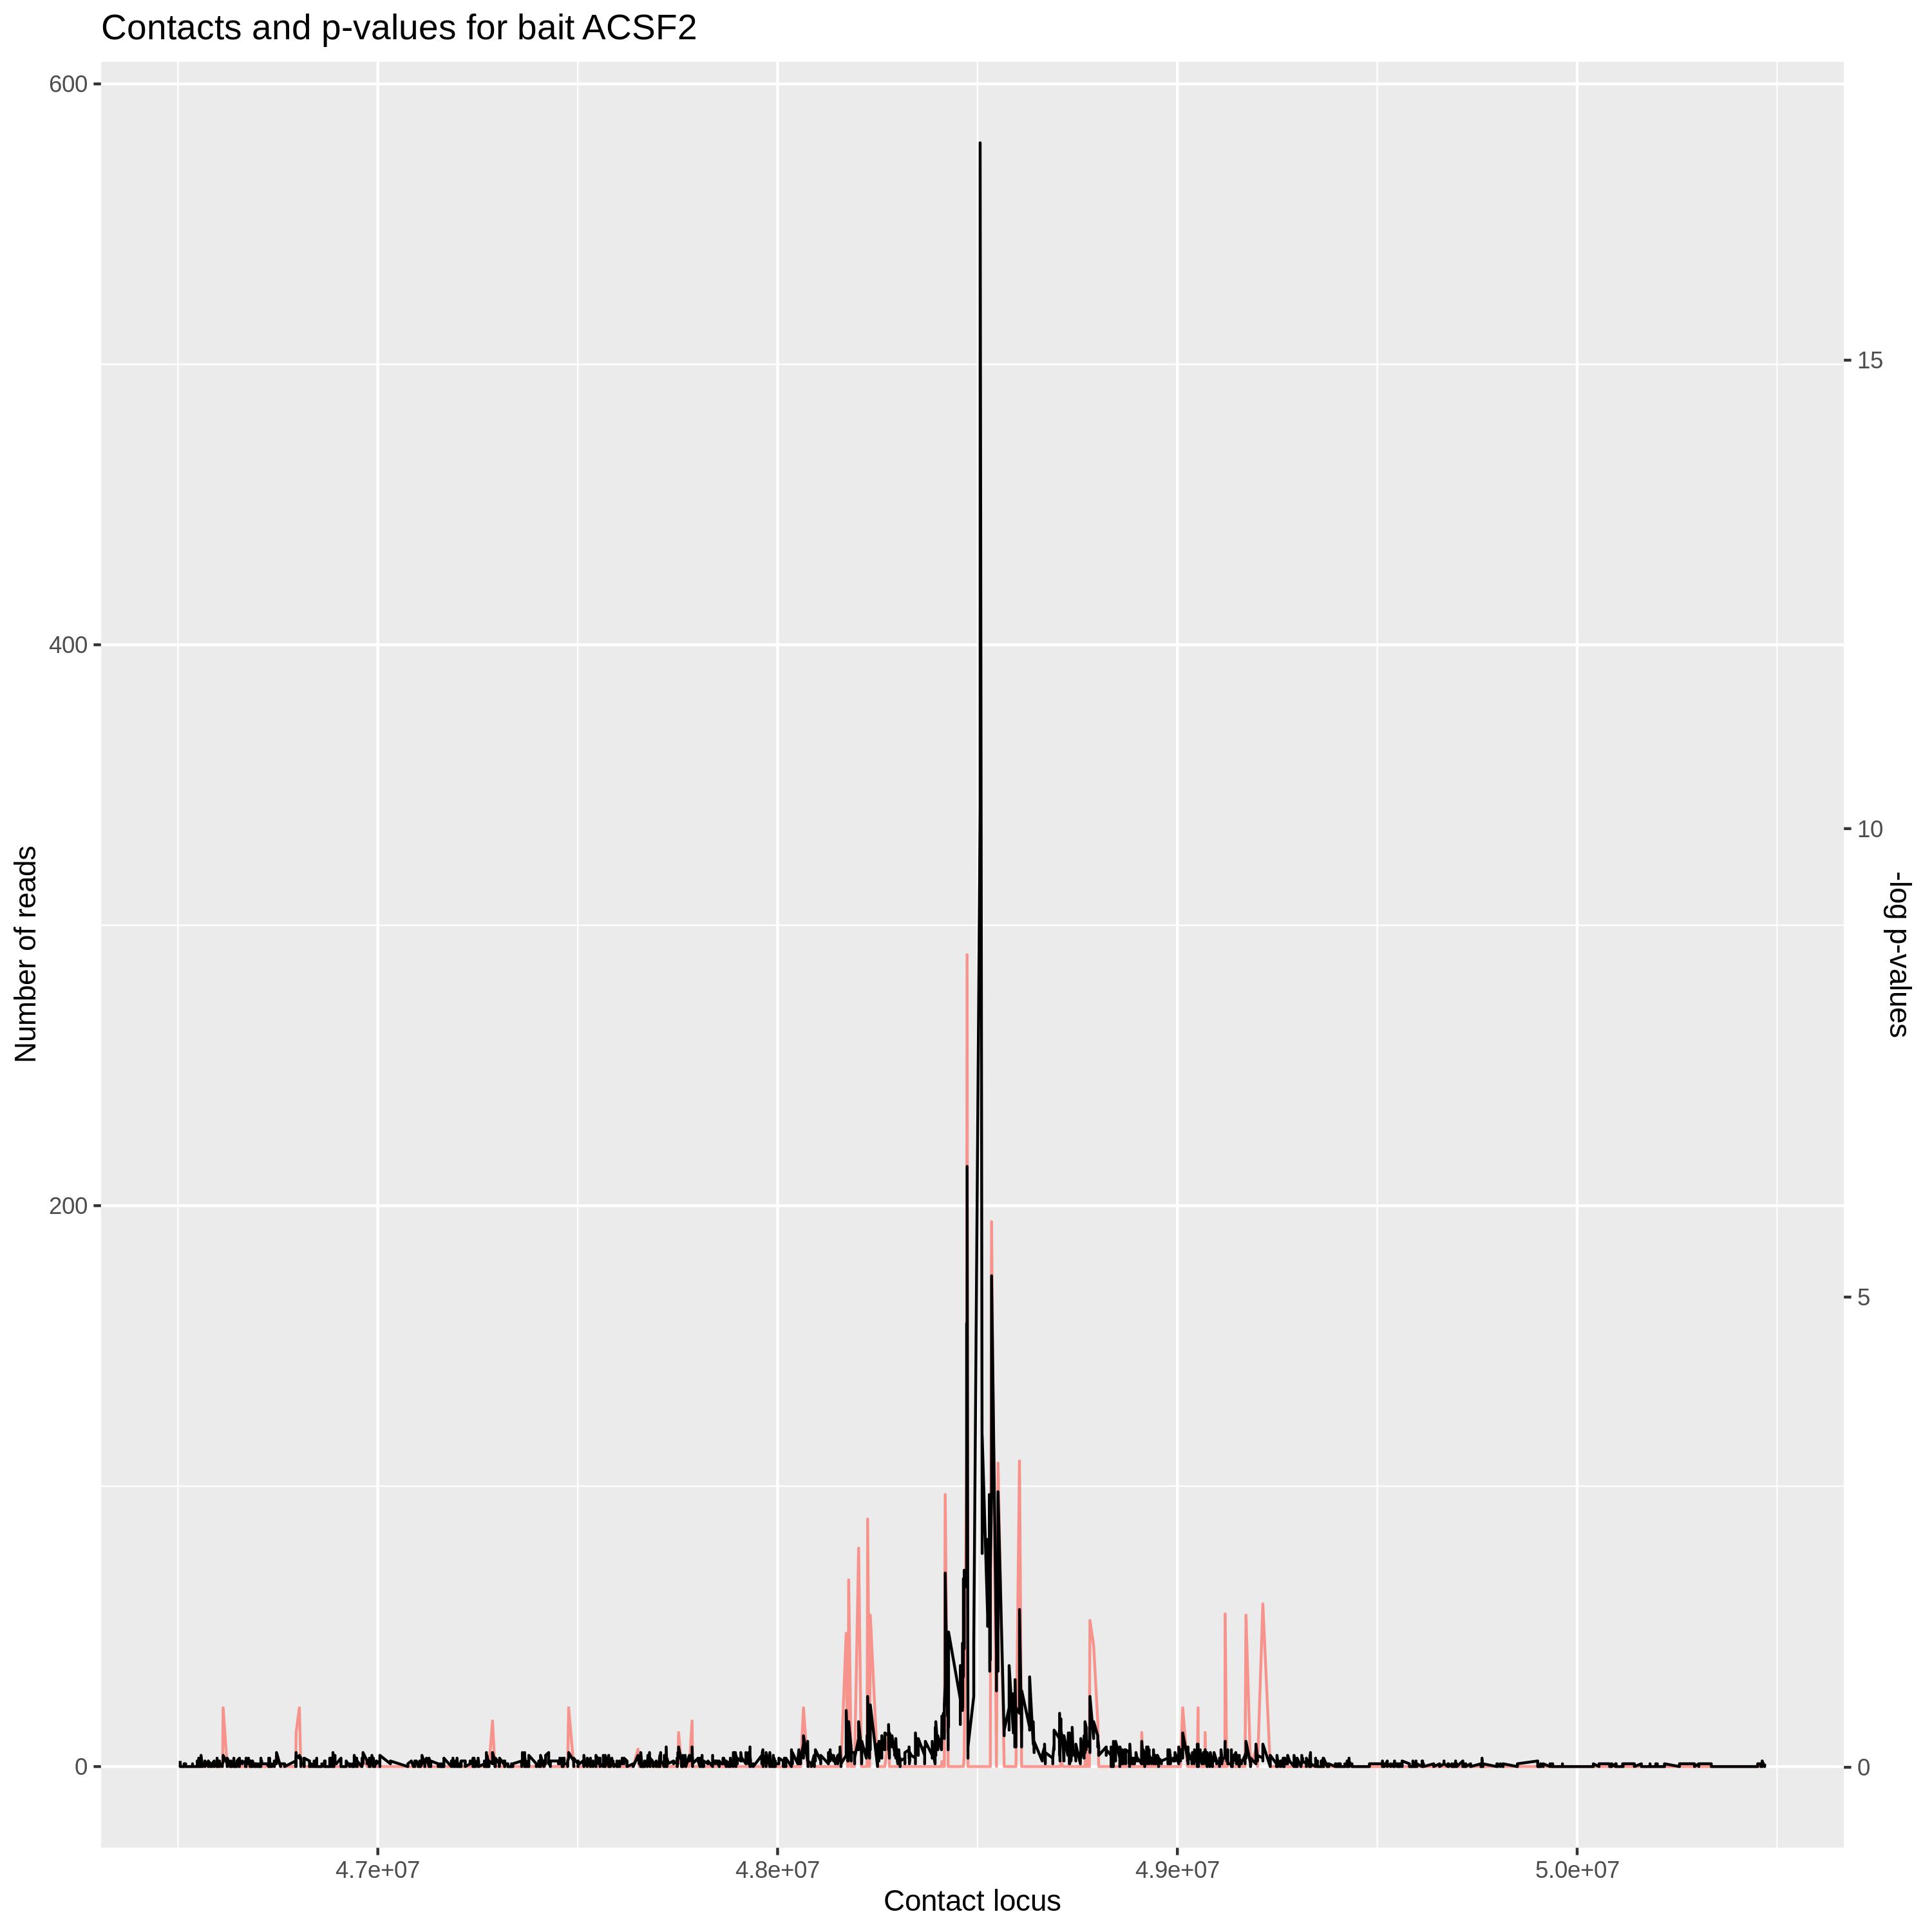 Contacts and p-values for bait ACSF2
600
400
200
0
Number of reads
15
10
5
0
-log p-values
4.7e+07
4.8e+07
4.9e+07
5.0e+07
Contact locus